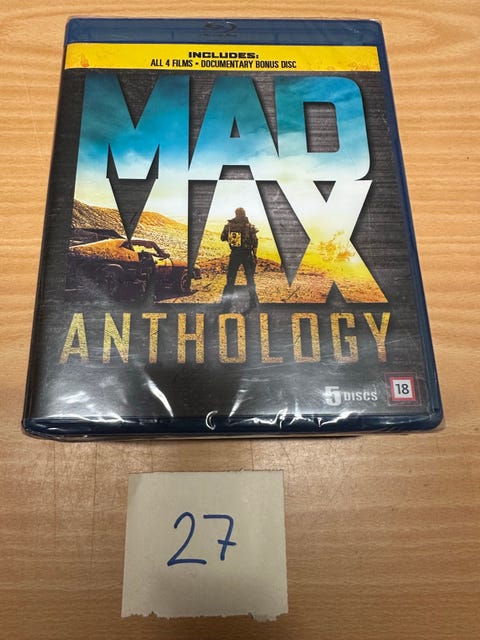 INCLUDES:
ALL 4 FILMS • DOCUMENTARY BONUS DISC
MAD
MAX
ANTHOLOGY
5 DISCS
18
27